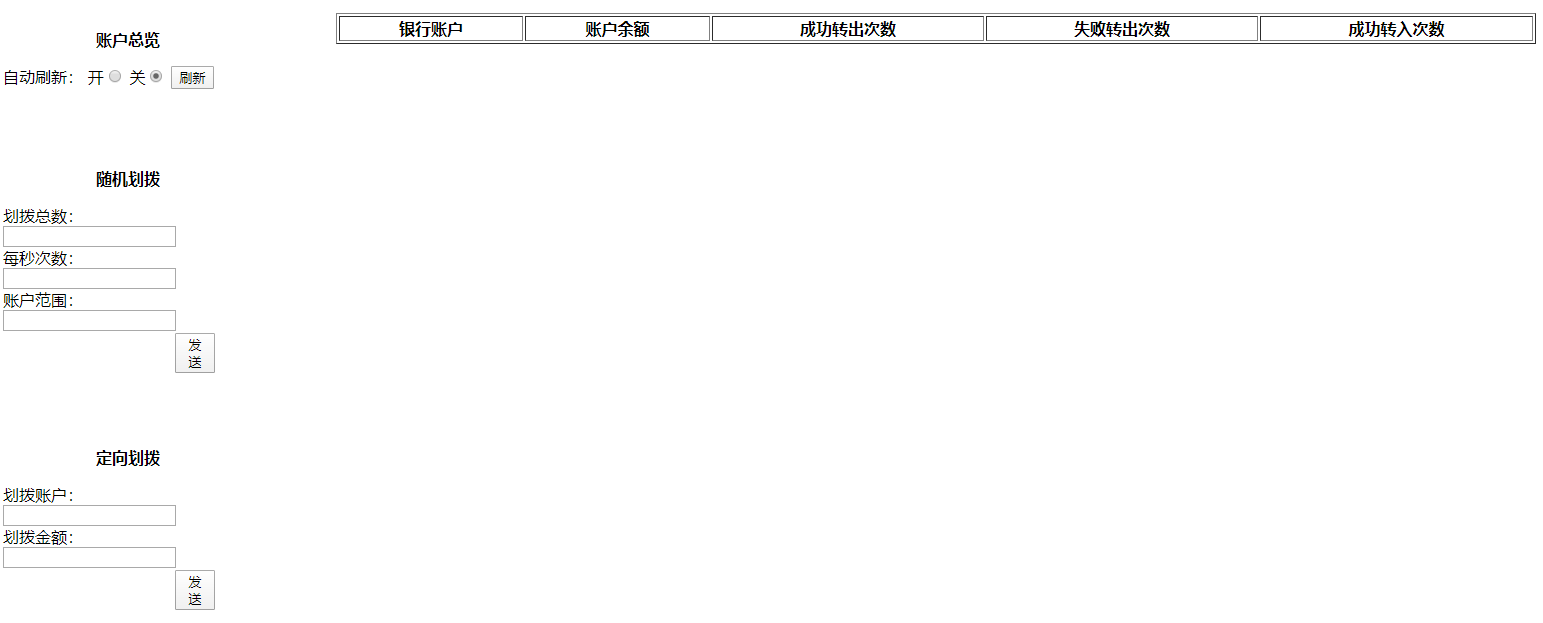 账户总览
自动刷新： 开 关 刷新
银行账户 账户余额 成功转出次数 失败转出次数 成功转入次数
随机划拨
划拨总数：
每秒次数：
账户范围：
发
送
定向划拨
划拨账户：
划拨金额：
发
送